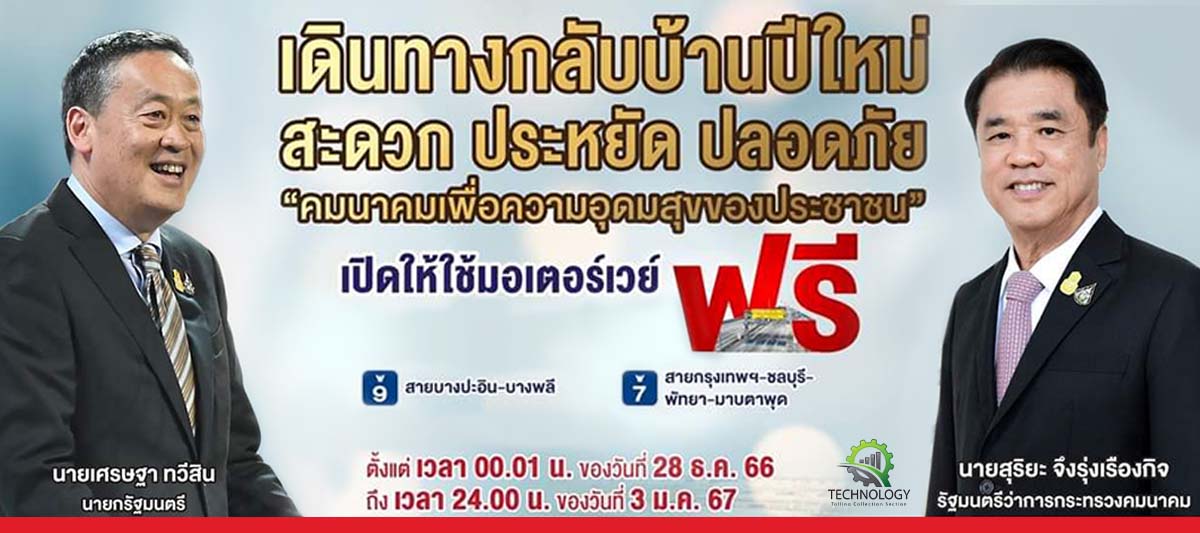 เดินทางกลับบ้านปีใหม่
สะดวก ประหยัด ปลอดภัย
“คมนาคมเพื่อความอุดมสุขของประชาชน”
เปิดให้ใช้มอเตอร์เวย์ ฟรี
9 สายบางปะอิน-บางพลี
7 สายกรุงเทพฯ-ชลบุรี-
พัทยา-มาบตาพุด
ตั้งแต่ เวลา 00.01 น. ของวันที่ 28 ธ.ค. 66
ถึง เวลา 24.00 น. ของวันที่ 3 ม.ค. 67
นายเศรษฐา ทวีสิน
นายกรัฐมนตรี
TECHNOLOGY
Tolling Collection Section
นายสุริยะ จึงรุ่งเรืองกิจ
รัฐมนตรีว่าการกระทรวงคมนาคม